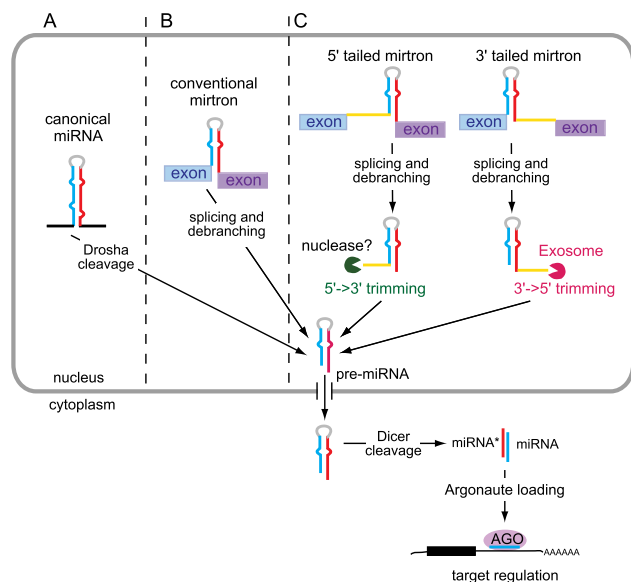 A
B
C
canonical
miRNA
Drosha
cleavage
conventional
mirtron
exon
exon
splicing and
debranching
5' tailed mirtron
exon
exon
splicing and
debranching
nuclease?
5'->3' trimming
3' tailed mirtron
exon
exon
splicing and
debranching
Exosome
3'->5' trimming
pre-miRNA
nucleus
cytoplasm
Dicer
cleavage
miRNA*
miRNA
Argonaute loading
AGO
AAAAAA
target regulation